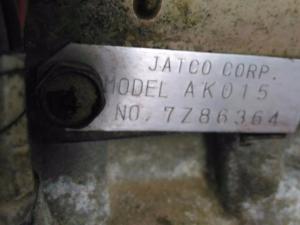 JATCO CORP.
MODEL AK015
NO. 7Z86364